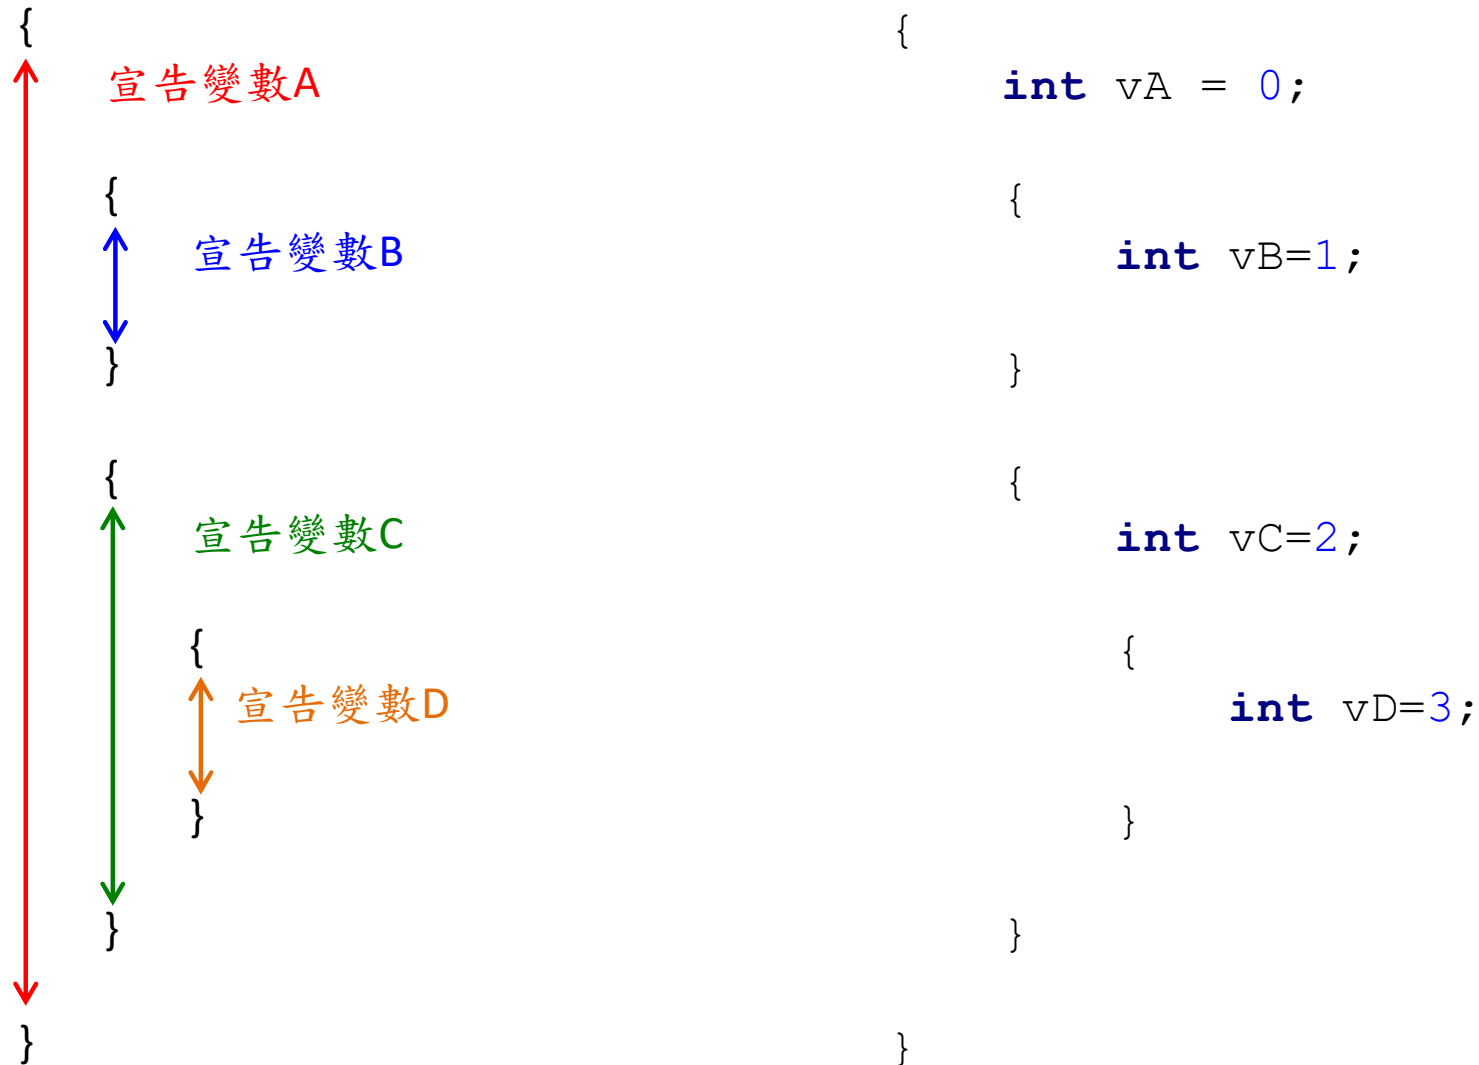 {
宣告變數A
{
宣告變數B
}
{
宣告變數C
{
宣告變數D
}
}
}
{
int vA = 0;
{
int vB=1;
}
{
int vC=2;
{
int vD=3;
}
}
}